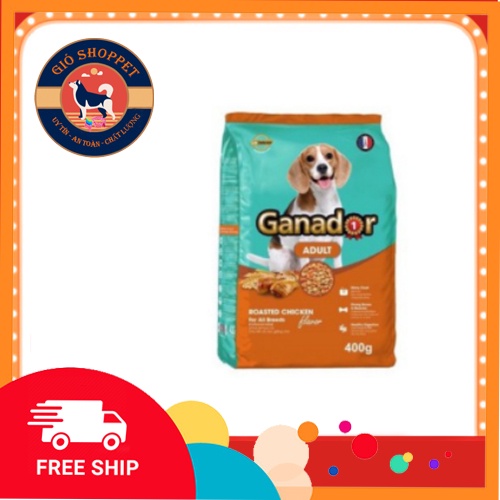 GIÓ SHOPPET
UY TÍN - AN TOÀN - CHẤT LƯỢNG
Ganador
1
ADULT
ROASTED CHICKEN
flavor
for All Breeds
400g
FREE SHIP